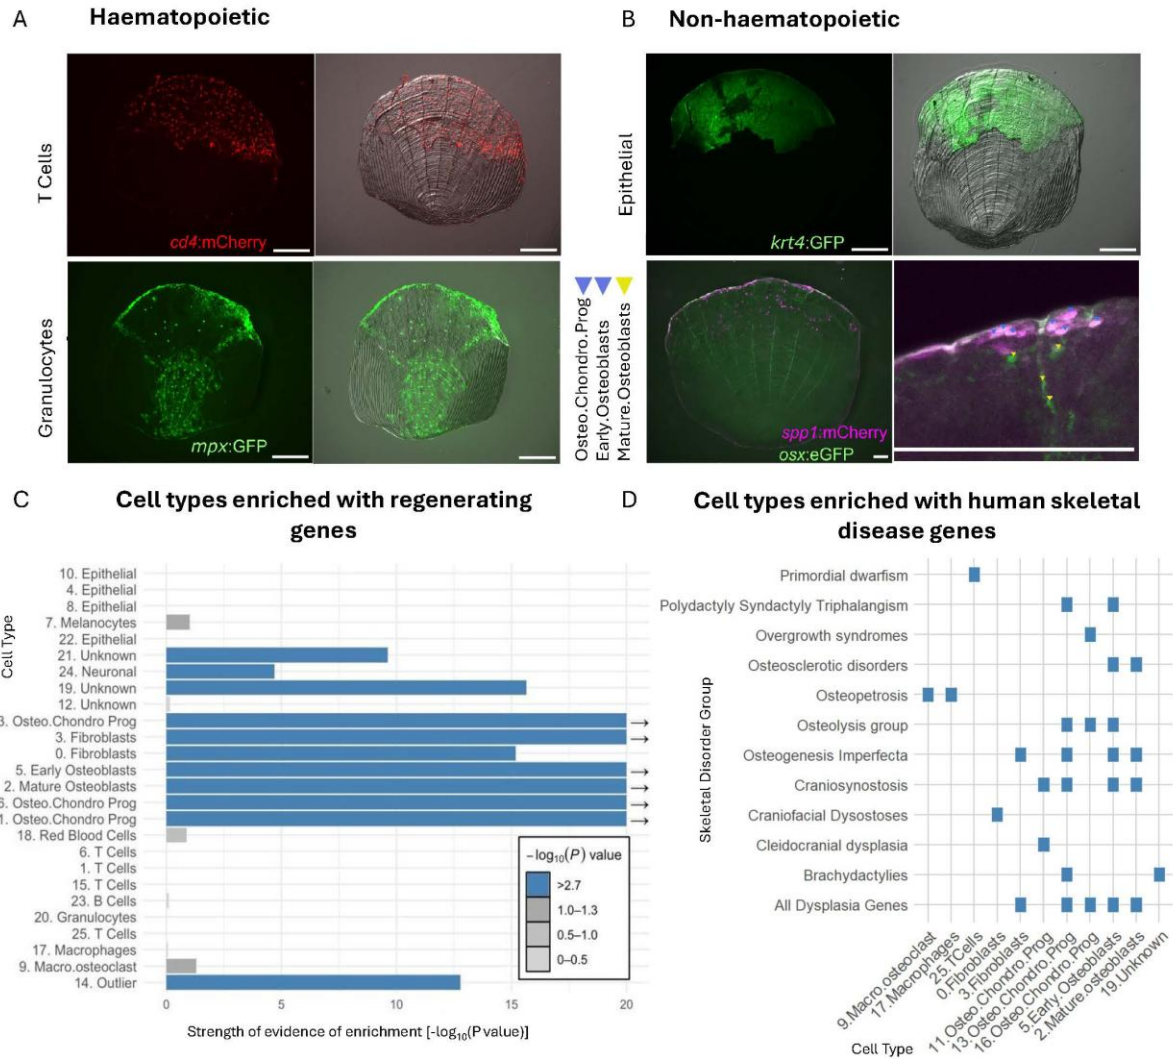 A Haematopoietic
T Cells
cd4:mCherry
Granulocytes
mpx:GFP
B Non-haematopoietic
Epithelial
krt4:GFP
Osteo.Chondro.Prog
Early.Osteoblasts
Mature.Osteoblasts
spp1:mCherry
osx:eGFP
C Cell types enriched with regenerating
genes
Cell Type
10. Epithelial
4. Epithelial
8. Epithelial
7. Melanocytes
22. Epithelial
21. Unknown
24. Neuronal
19. Unknown
12. Unknown
3. Osteo.Chondro Prog
3. Fibroblasts
0. Fibroblasts
5. Early Osteoblasts
2. Mature Osteoblasts
6. Osteo.Chondro Prog
1. Osteo.Chondro Prog
18. Red Blood Cells
6. T Cells
1. T Cells
15. T Cells
23. B Cells
20. Granulocytes
25. T Cells
17. Macrophages
9. Macro.osteoclast
14. Outlier
→
→
→
→
→
→
−log10(P) value
>2.7
1.0–1.3
0.5–1.0
0–0.5
0 5 10 15 20
Strength of evidence of enrichment [-log10(P value)]
D Cell types enriched with human skeletal
disease genes
Skeletal Disorder Group
Primordial dwarfism
Polydactyly Syndactyly Triphalangism
Overgrowth syndromes
Osteosclerotic disorders
Osteopetrosis
Osteolysis group
Osteogenesis Imperfecta
Craniosynostosis
Craniofacial Dysostoses
Cleidocranial dysplasia
Brachydactylies
All Dysplasia Genes
9.Macro.osteoclast
17.Macrophages
25.TCells
0.Fibroblasts
3.Fibroblasts
11.Osteo.Chondro.Prog
13.Osteo.Chondro.Prog
16.Osteo.Chondro.Prog
5.Early.Osteoblasts
2.Mature.osteoblasts
19.Unknown
Cell Type